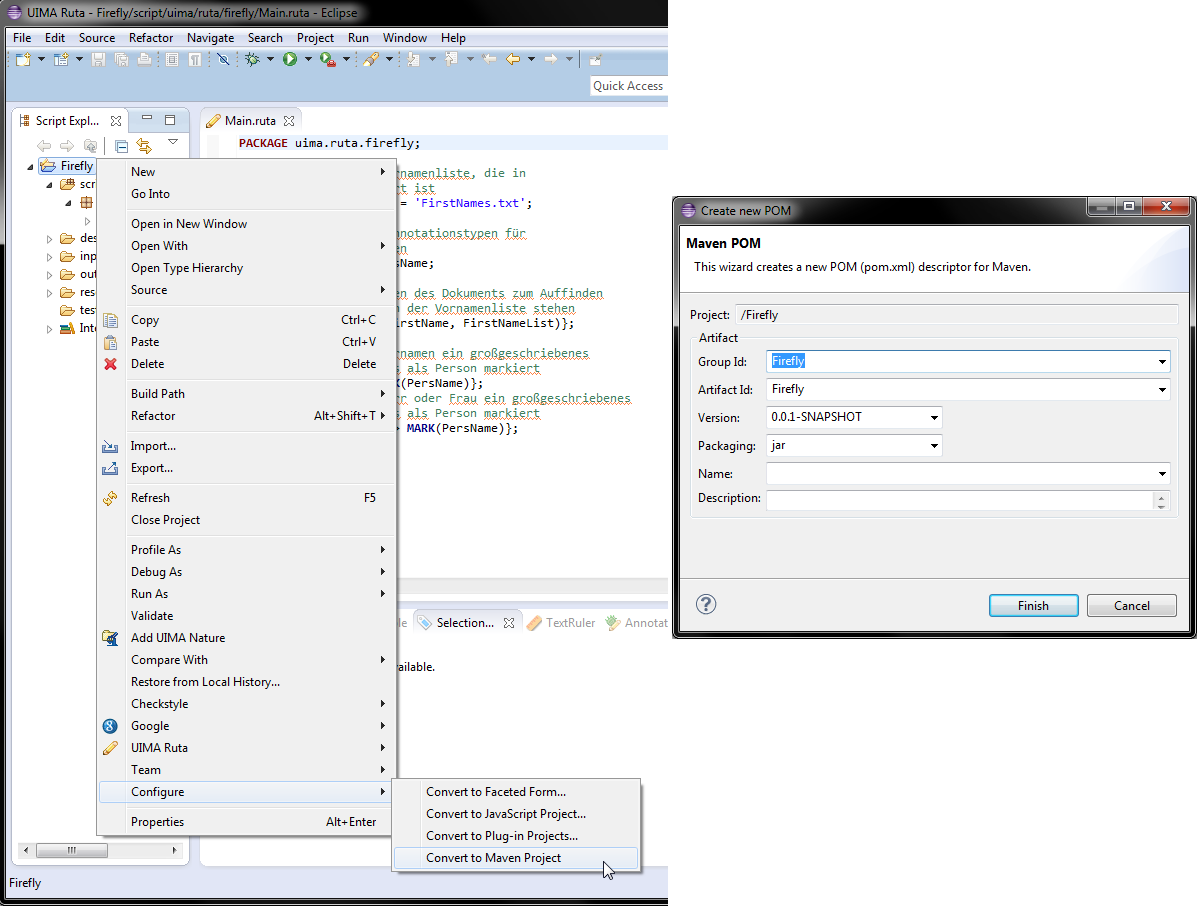 UIMA Ruta - Firefly/script/uima/ruta/firefly/Main.ruta - Eclipse
File Edit Source Refactor Navigate Search Project Run Window Help
Quick Access
Script Expl...
Main.ruta
PACKAGE uima.ruta.firefly;
Firefly
scr
des
inp
out
res
test
Inte
namenliste, die in
rt ist
= 'FirstNames.txt';
nnotationstypen für
en
sName;
en des Dokuments zum Auffinden
n der Vornamenliste stehen
irstName, FirstNameList)};
rnamen ein großgeschriebenes
s als Person markiert
K(PersName)};
rr oder Frau ein großgeschriebenes
s als Person markiert
> MARK(PersName)};
New
Go Into
Open in New Window
Open With
Open Type Hierarchy
Source
Copy Ctrl+C
Paste Ctrl+V
Delete Delete
Build Path
Refactor Alt+Shift+T
Import...
Export...
Refresh F5
Close Project
Profile As
Debug As
Run As
Validate
Add UIMA Nature
Compare With
Restore from Local History...
Checkstyle
Google
UIMA Ruta
Team
Configure
Properties Alt+Enter
Convert to Faceted Form...
Convert to JavaScript Project...
Convert to Plug-in Projects...
Convert to Maven Project
le Selection... TextRuler Annotat
vailable.
Firefly
Create new POM
Maven POM
This wizard creates a new POM (pom.xml) descriptor for Maven.
Project: /Firefly
Artifact
Group Id: Firefly
Artifact Id: Firefly
Version: 0.0.1-SNAPSHOT
Packaging: jar
Name:
Description:
Finish Cancel